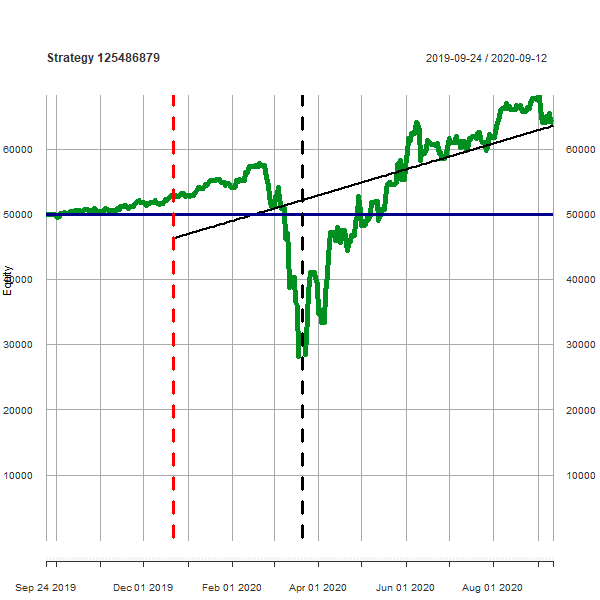 Strategy 125486879
2019-09-24 / 2020-09-12
60000
60000
50000
50000
Equity
40000
40000
30000
30000
20000
20000
10000
10000
Sep 24 2019
Dec 01 2019
Feb 01 2020
Apr 01 2020
Jun 01 2020
Aug 01 2020